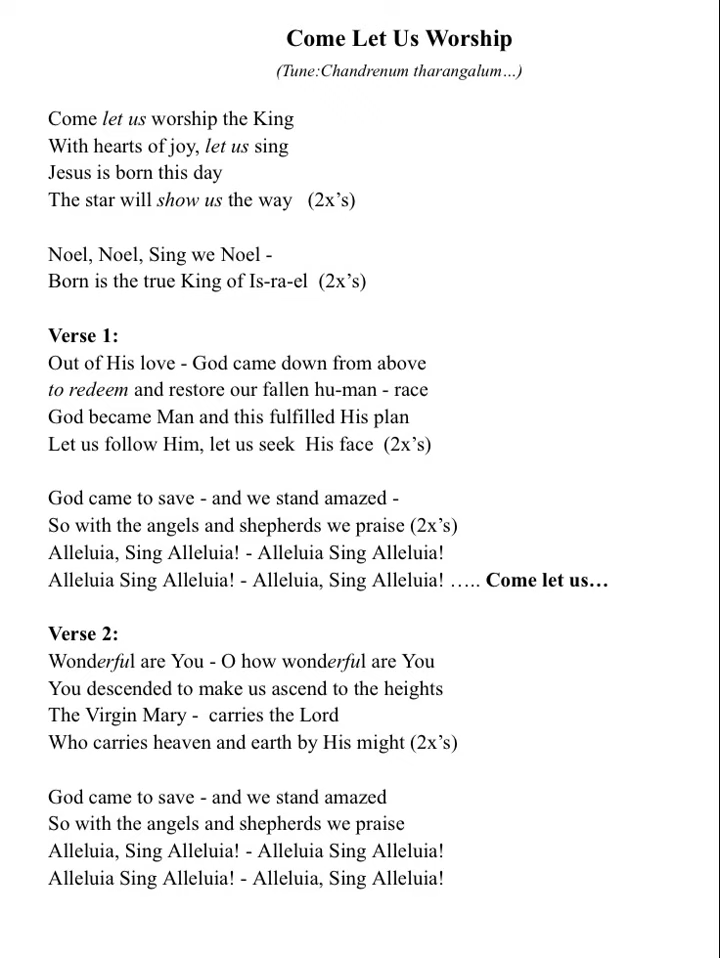 Come Let Us Worship
(Tune:Chandrenum tharangalum…)
Come let us worship the King
With hearts of joy, let us sing
Jesus is born this day
The star will show us the way (2x’s)
Noel, Noel, Sing we Noel -
Born is the true King of Is-ra-el (2x’s)
Verse 1:
Out of His love - God came down from above
to redeem and restore our fallen hu-man - race
God became Man and this fulfilled His plan
Let us follow Him, let us seek His face (2x’s)
God came to save - and we stand amazed -
So with the angels and shepherds we praise (2x’s)
Alleluia, Sing Alleluia! - Alleluia Sing Alleluia!
Alleluia Sing Alleluia! - Alleluia, Sing Alleluia! ….. Come let us…
Verse 2:
Wonderful are You - O how wonderful are You
You descended to make us ascend to the heights
The Virgin Mary - carries the Lord
Who carries heaven and earth by His might (2x’s)
God came to save - and we stand amazed
So with the angels and shepherds we praise
Alleluia, Sing Alleluia! - Alleluia Sing Alleluia!
Alleluia Sing Alleluia! - Alleluia, Sing Alleluia!